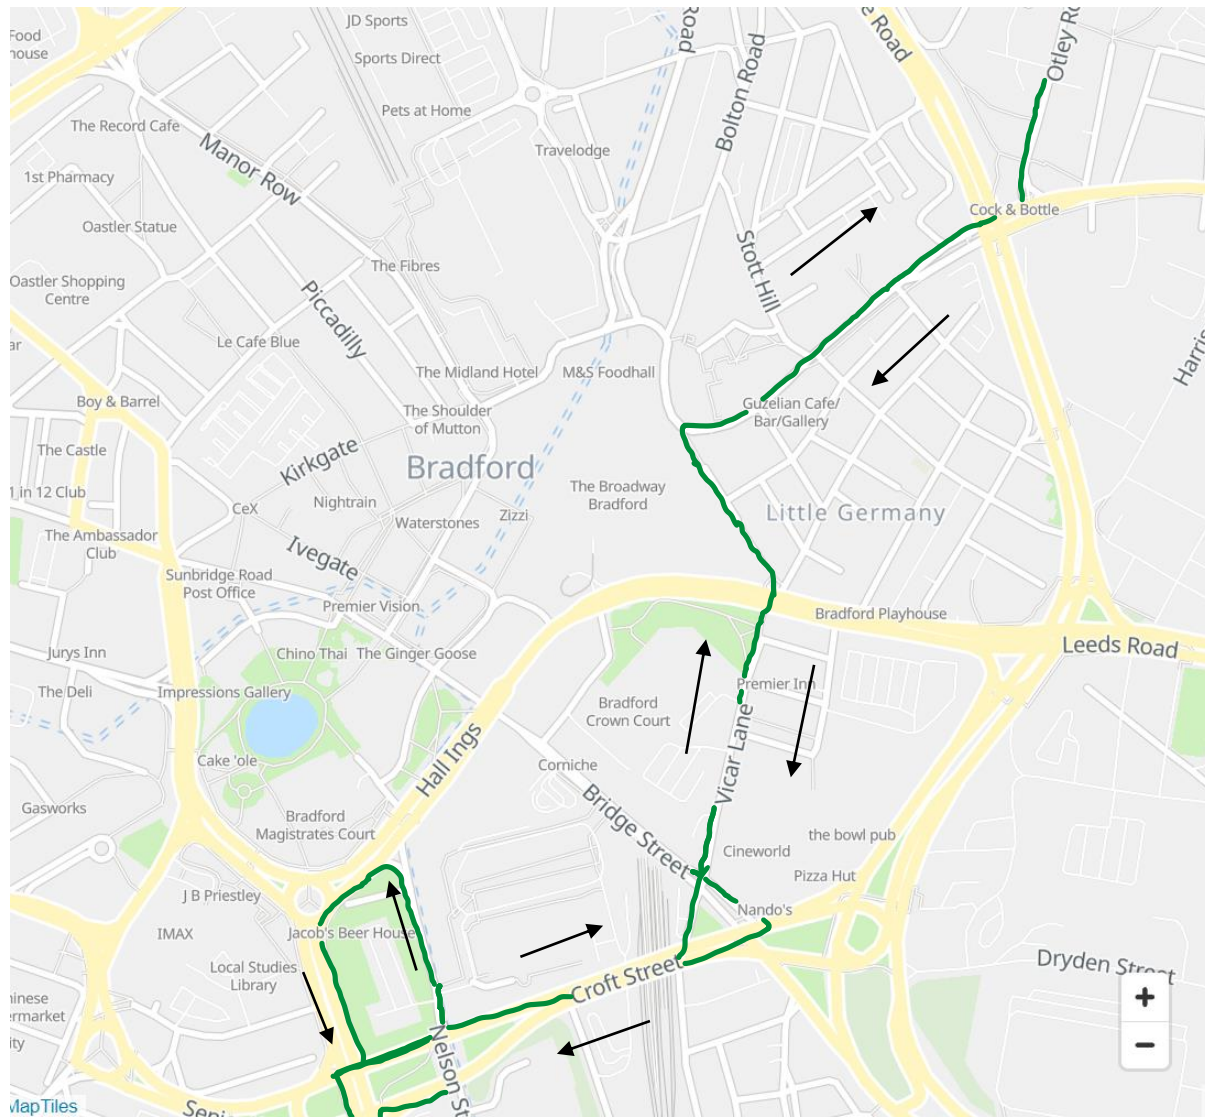 JD Sports
Food
house
Sports Direct
Road
e Road
Otley Ro
Bolton Road
Pets at Home
The Record Cafe
Travelodge
Manor Row
1st Pharmacy
Cock & Bottle
Oastler Statue
Stott Hill
The Fibres
Oastler Shopping
Centre
Piccadilly
Harris
Le Cafe Blue
ar
The Midland Hotel
M&S Foodhall
Boy & Barrel
The Shoulder
of Mutton
Guzelian Cafe/
Bar/Gallery
Kirkgate
The Castle
Bradford
The Broadway
Bradford
1 in 12 Club
Nightrain
CeX
Waterstones
Zizzi
Little Germany
The Ambassador
Club
Ivegate
Sunbridge Road
Post Office
Premier Vision
Bradford Playhouse
Leeds Road
Jurys Inn
Chino Thai
The Ginger Goose
The Deli
Impressions Gallery
Premier Inn
Bradford
Crown Court
Hall Ings
Vicar Lane
Cake 'ole
Corniche
Gasworks
Bradford
Magistrates Court
Bridge Street
the bowl pub
Cineworld
Pizza Hut
J B Priestley
Nando's
IMAX
Jacob's Beer House
Local Studies
Library
Croft Street
Dryden Street
hinese
ermarket
ity
+
−
Nelson St
MapTiles